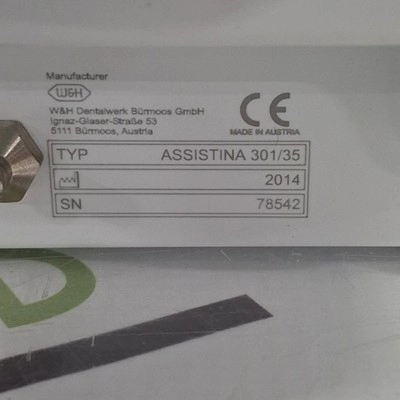 Manufacturer
W&H
W&H Dentalwerk Bürmoos GmbH
Ignaz-Glaser-Straße 53
5111 Bürmoos, Austria
CE
MADE IN AUSTRIA
TYP ASSISTINA 301/35
2014
SN 78542
D